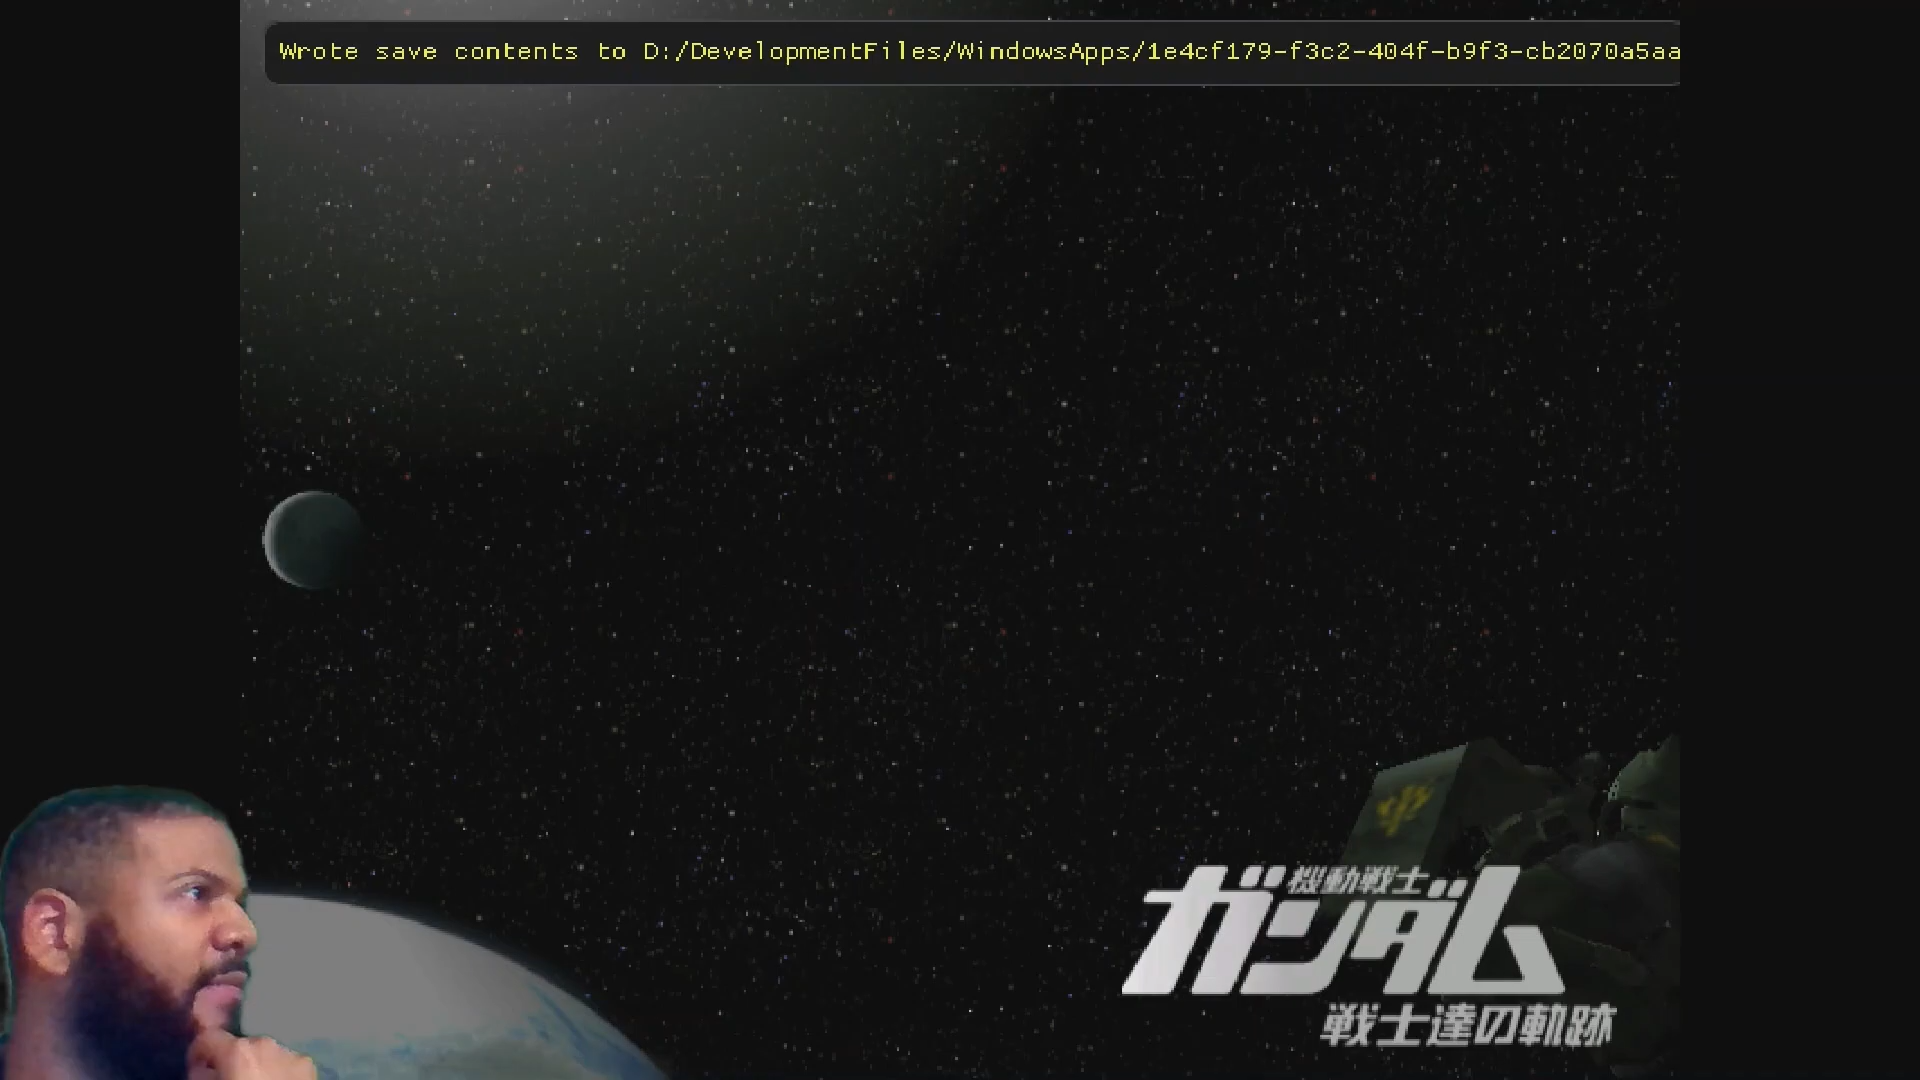 Wrote save contents to D:/DevelopmentFiles/WindowsApps/1e4cf179-f3c2-404f-b9f3-cb2070a5aa
機動戦士
ガンダム
戦士達の軌跡